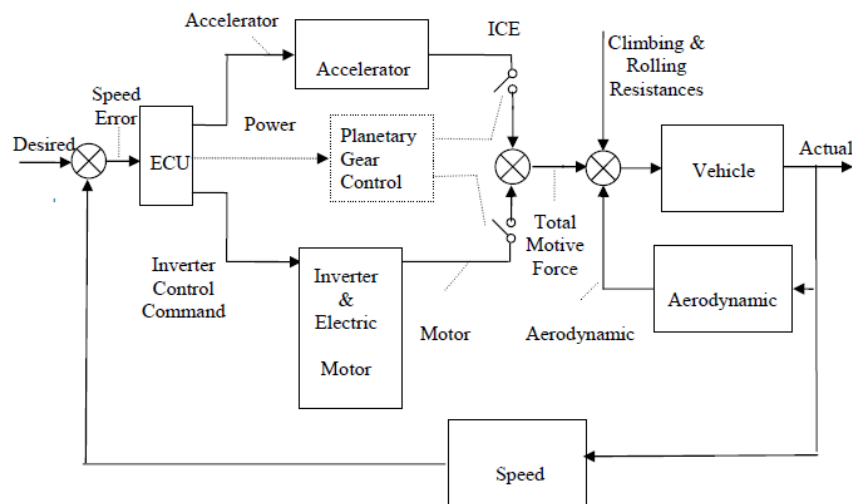 Accelerator
ICE
Accelerator
Climbing &
Rolling
Resistances
Speed
Error
Desired
ECU
Power
Planetary
Gear
Control
Vehicle
Actual
Total
Motive
Force
Inverter
Control
Command
Inverter
&
Electric
Motor
Motor
Aerodynamic
Aerodynamic
Speed